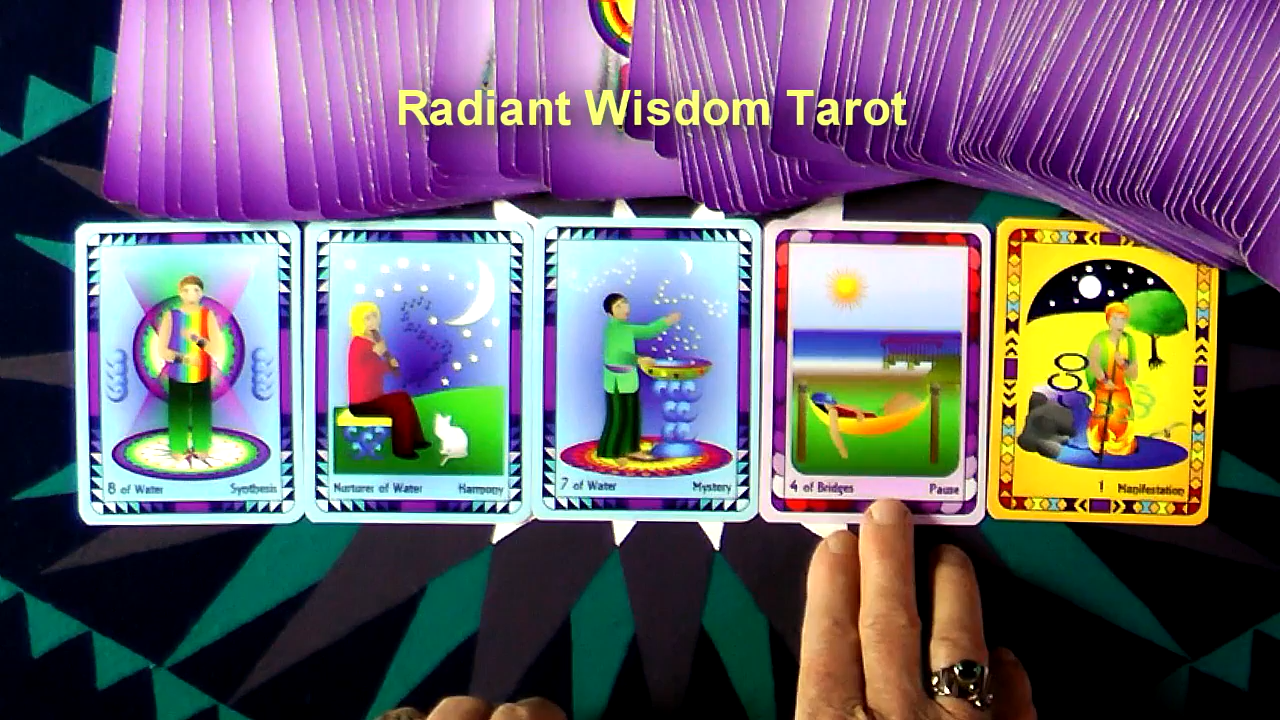 Radiant Wisdom Tarot
8 of Water Synthesis
Nurturer of Water Harmony
7 of Water Mystery
4 of Bridges Pause
1 Manifestation